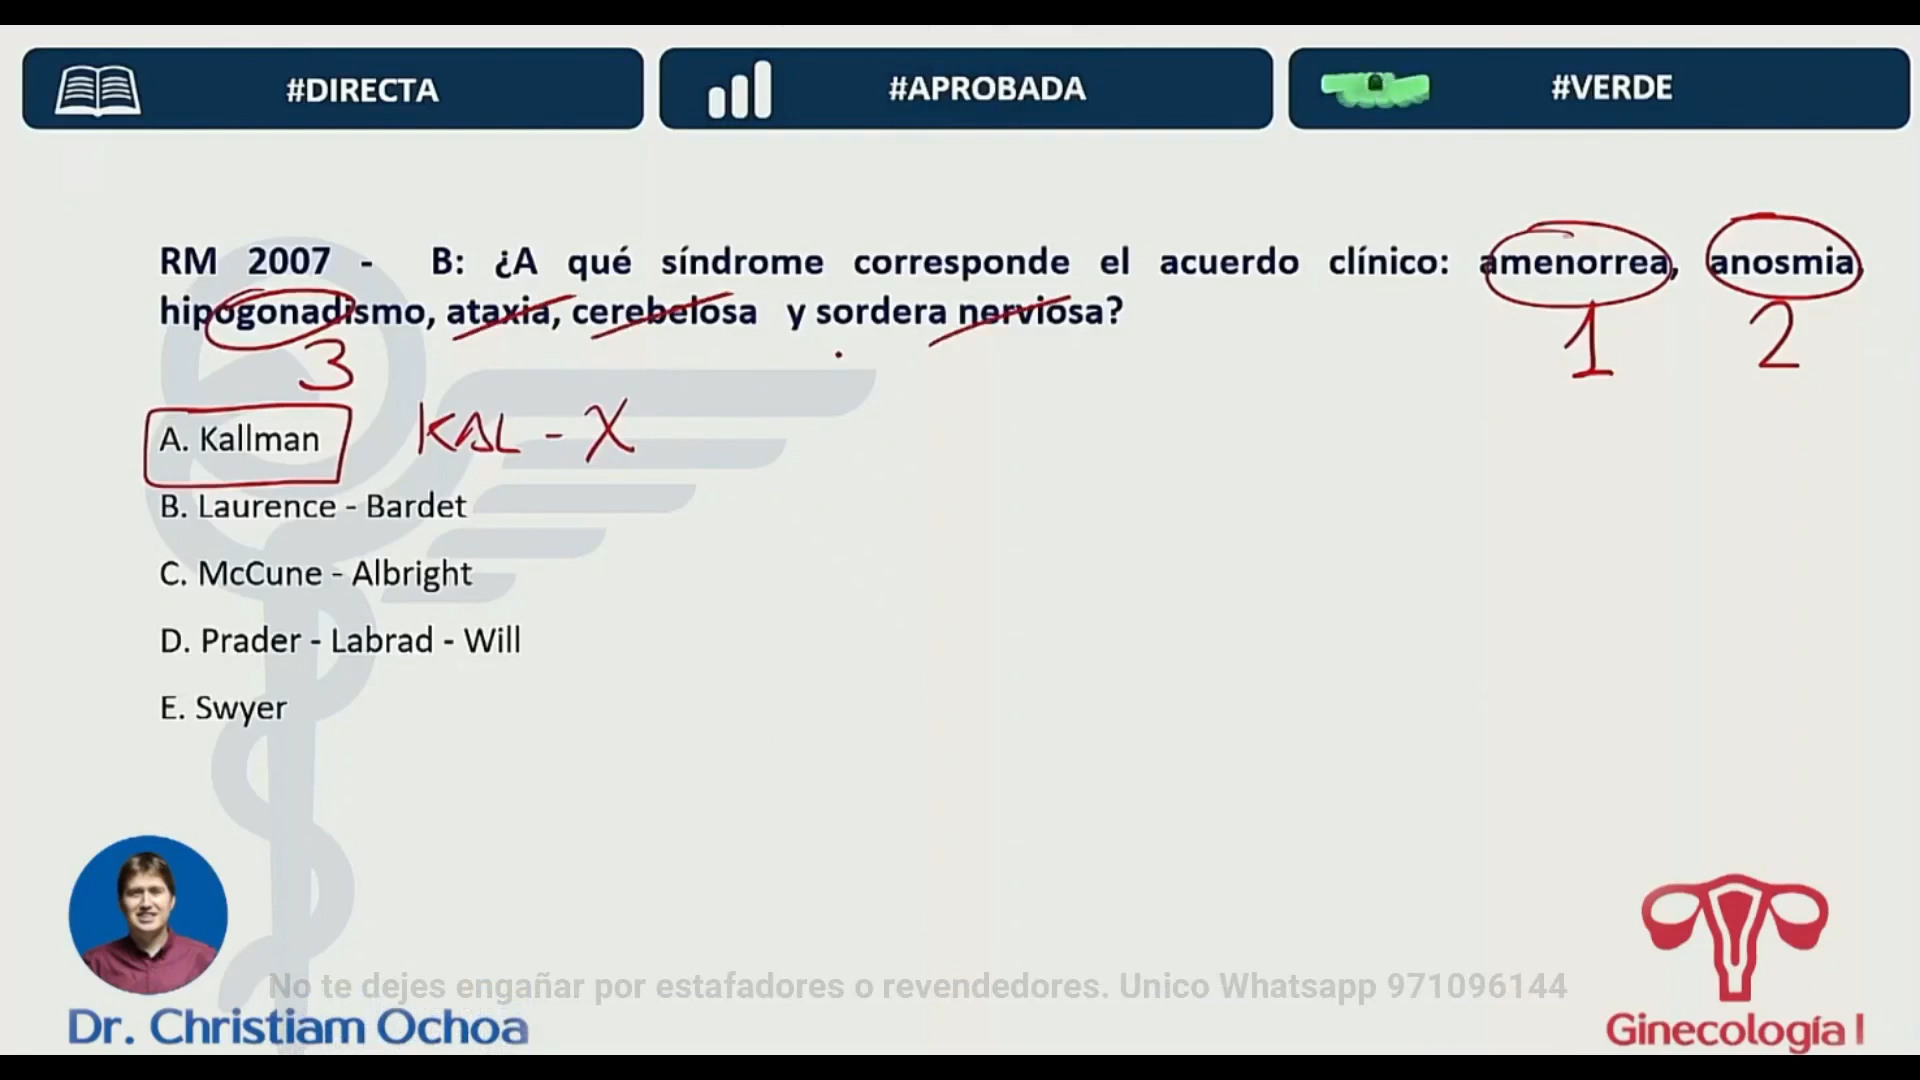 #DIRECTA
#APROBADA
#VERDE
RM 2007 - B: ¿A qué síndrome corresponde el acuerdo clínico: amenorrea, anosmia,
hipogonadismo, ataxia, cerebelosa y sordera nerviosa?
1
2
3
A. Kallman
KAL - X
B. Laurence - Bardet
C. McCune - Albright
D. Prader - Labrad - Will
E. Swyer
No te dejes engañar por estafadores o revendedores. Unico Whatsapp 971096144
Dr. Christiam Ochoa
Ginecología I